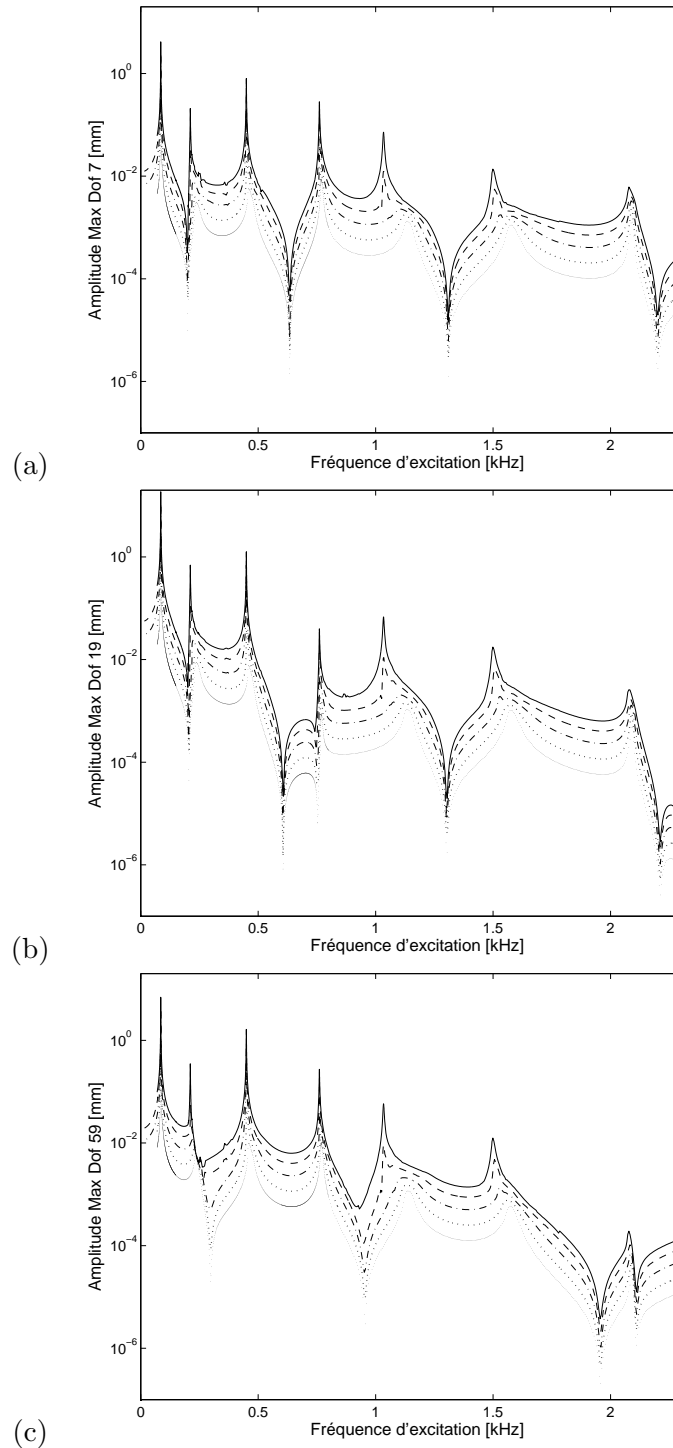 10^0
10^-2
10^-4
10^-6
Amplitude Max Dof 7 [mm]
0 0.5 1 1.5 2
Fréquence d'excitation [kHz]
(a)
10^0
10^-2
10^-4
10^-6
Amplitude Max Dof 19 [mm]
0 0.5 1 1.5 2
Fréquence d'excitation [kHz]
(b)
10^0
10^-2
10^-4
10^-6
Amplitude Max Dof 59 [mm]
0 0.5 1 1.5 2
Fréquence d'excitation [kHz]
(c)